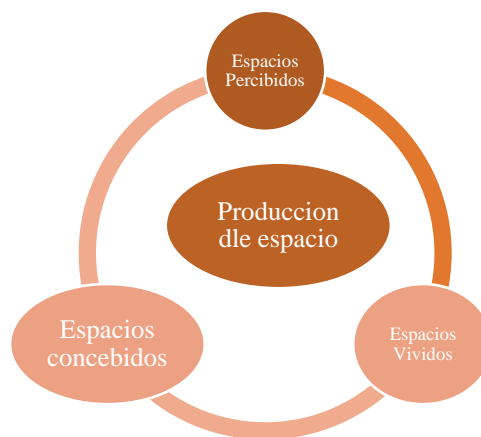 Espacios
Percibidos
Produccion
dle espacio
Espacios
concebidos
Espacios
Vividos